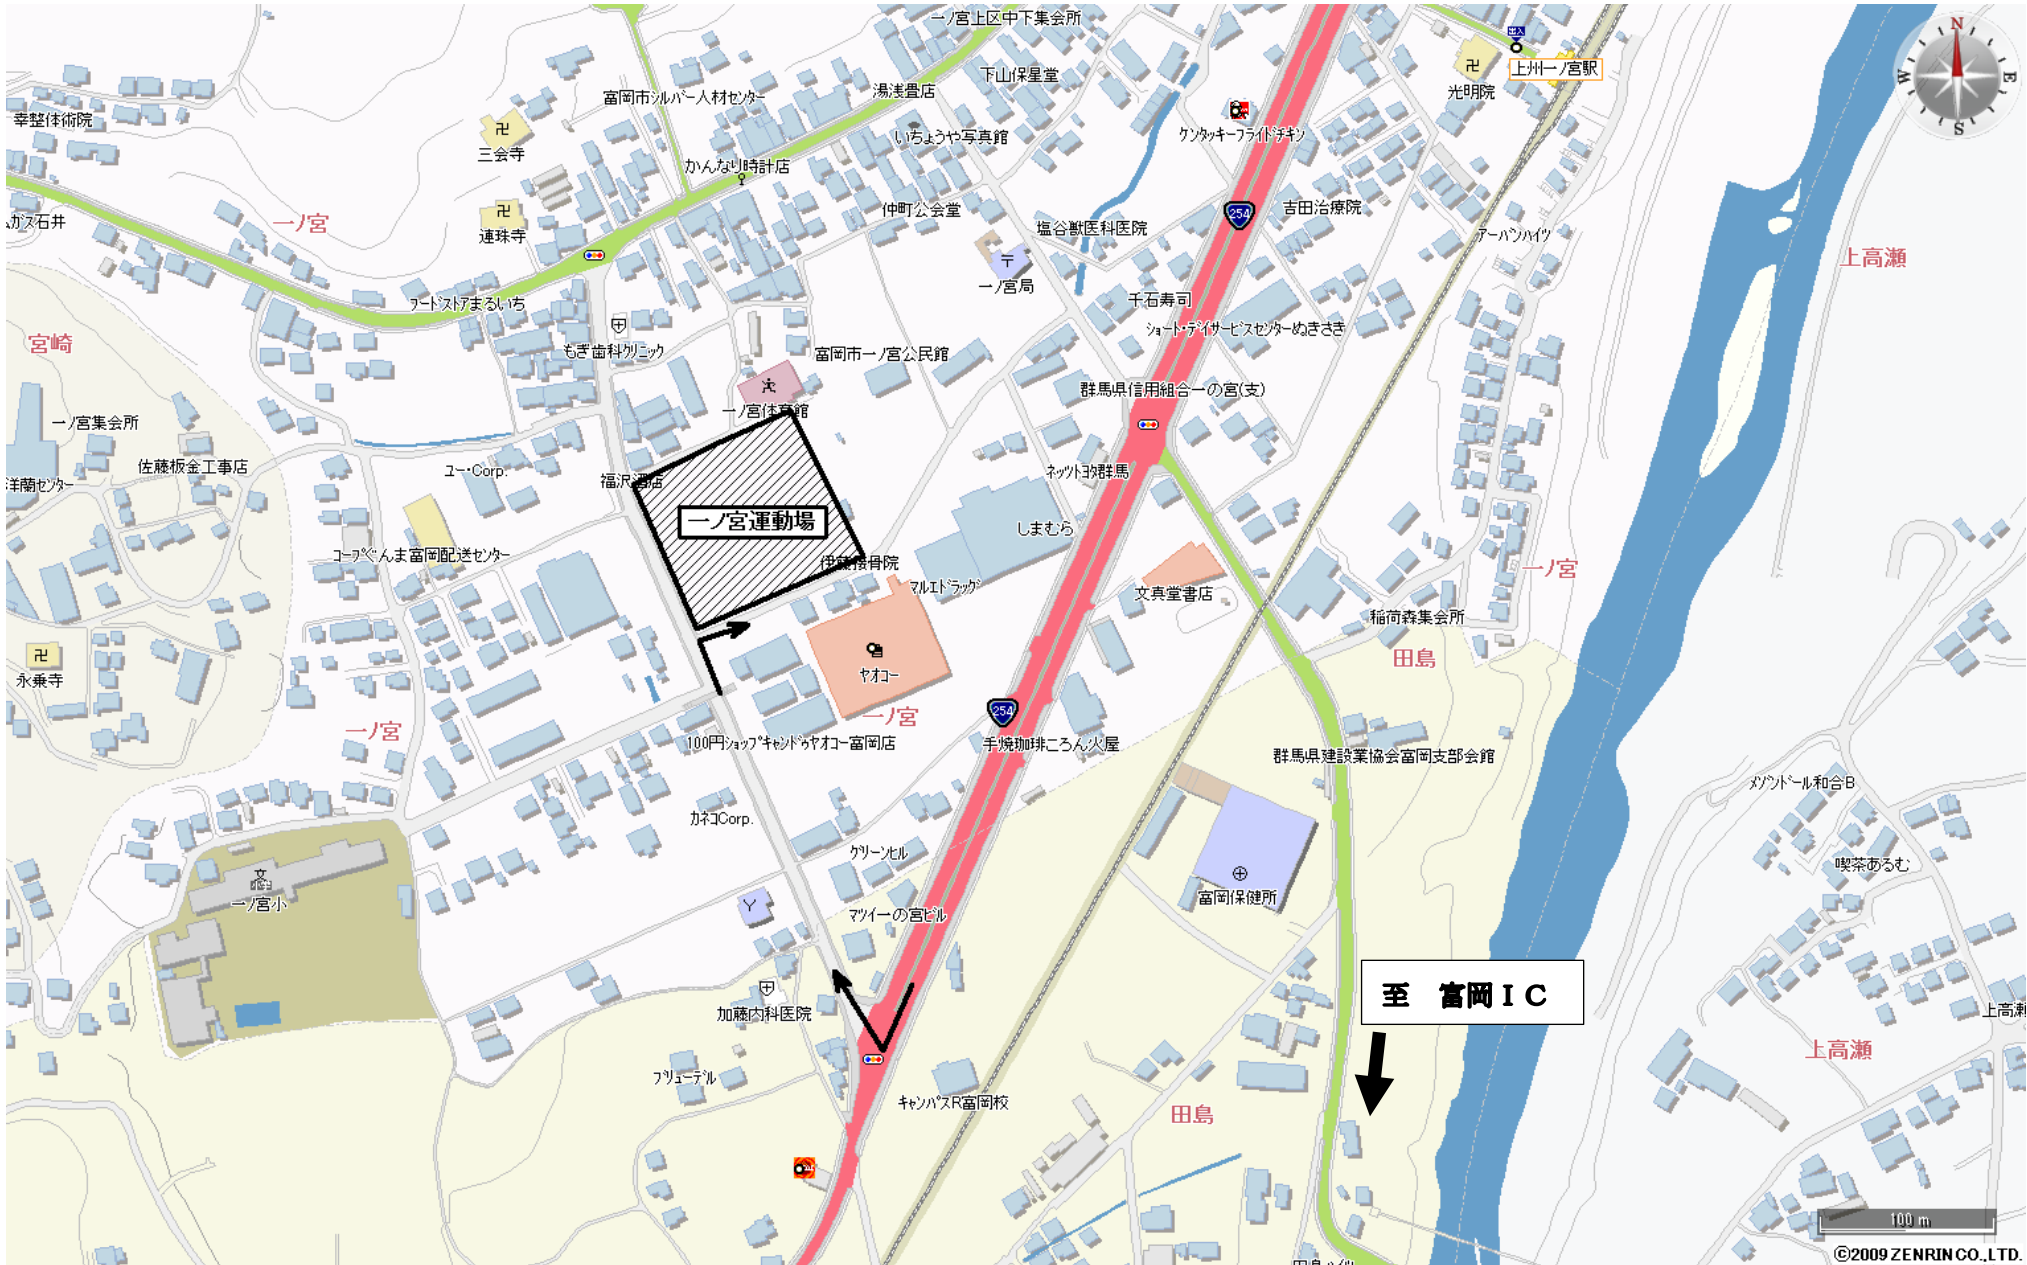 一ノ宮上区中下集会所
N
W
E
S
上州一ノ宮駅
出入
下山保星堂
湯浅畳店
富岡市シルバー人材センター
光明院
幸整体術院
三会寺
いちょうや写真館
ケンタッキーフライドチキン
かんなり時計店
仲町公会堂
254
吉田治療院
一ノ宮
ガス石井
連珠寺
塩谷獣医科医院
アーバンハイツ
上高瀬
一ノ宮局
フードストアまるいち
千石寿司
ショート・デイサービスセンターぬきさき
宮崎
もぎ歯科クリニック
富岡市一ノ宮公民館
群馬県信用組合一の宮(支)
一ノ宮体育館
一ノ宮集会所
佐藤板金工事店
ユー・Corp.
福沢酒店
ネッツトヨタ群馬
洋蘭センター
一ノ宮運動場
しまむら
コープぐんま富岡配送センター
伊藤接骨院
マルエドラッグ
文真堂書店
一ノ宮
稲荷森集会所
永乗寺
ヤオコー
田島
一ノ宮
一ノ宮
254
100円ショップキャンドゥヤオコー富岡店
手焼珈琲ころん火屋
群馬県建設業協会富岡支部会館
メゾンドール和合B
カネコCorp.
グリーンヒル
喫茶あるむ
一ノ宮小
富岡保健所
マツイ一の宮ビル
至 富岡IC
加藤内科医院
上高瀬
上高瀬
ブリューデル
キャンパスR富岡校
田島
100 m
©2009 ZENRIN CO., LTD.